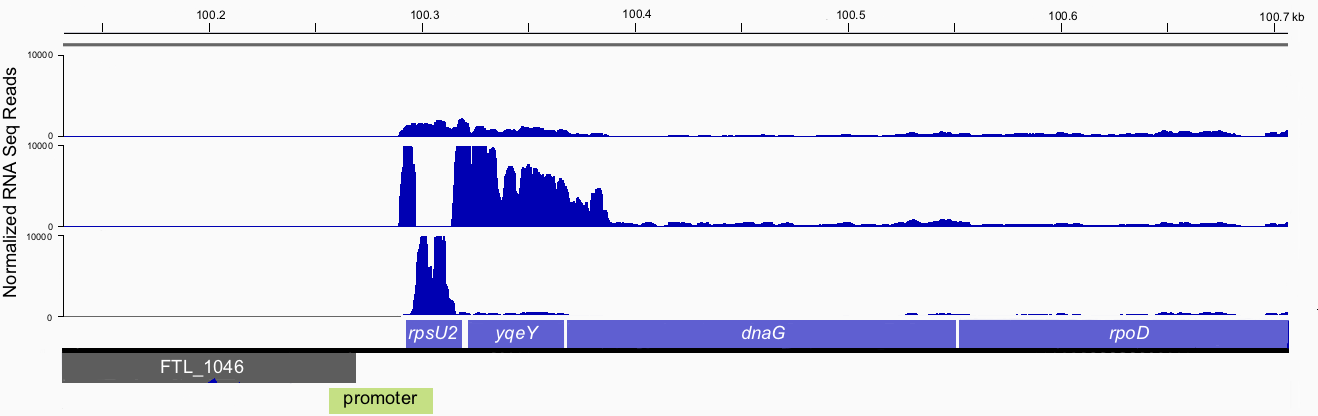 100.2 100.3 100.4 100.5 100.6 100.7 kb
Normalized RNA Seq Reads
10000
0
10000
0
10000
0
rpsU2 yqeY dnaG rpoD
FTL_1046
promoter